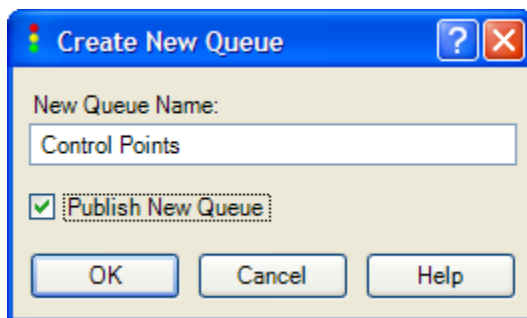 Create New Queue ?
New Queue Name:
Control Points
Publish New Queue
OK Cancel Help